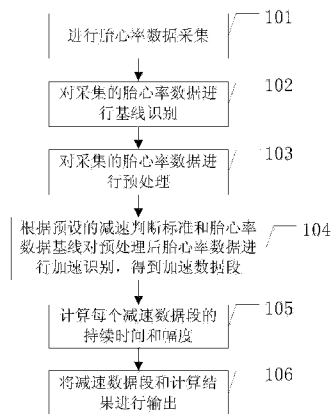 进行胎心率数据采集
101
对采集的胎心率数据进
行基线识别
102
对采集的胎心率数据进
行预处理
103
根据预设的减速判断标准和胎心率
数据基线对预处理后胎心率数据进
行加速识别，得到加速数据段
104
计算每个减速数据段的
持续时间和幅度
105
将减速数据段和计算结
果进行输出
106